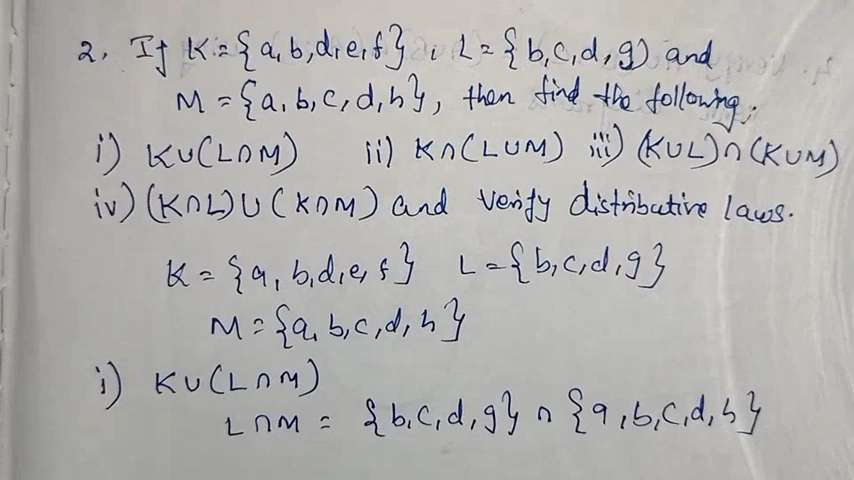 2. If K = {a, b, d, e, f} , L = {b, c, d, g} and
M = {a, b, c, d, h}, then find the following.
i) K∪(L∩M) ii) K∩(L∪M) iii) (K∪L)∩(K∪M)
iv) (K∩L)∪(K∩M) and Verify distributive laws.
K = {a, b, d, e, f} L = {b, c, d, g}
M = {a, b, c, d, h}
i) K∪(L∩M)
L∩M = {b, c, d, g} ∩ {a, b, c, d, h}